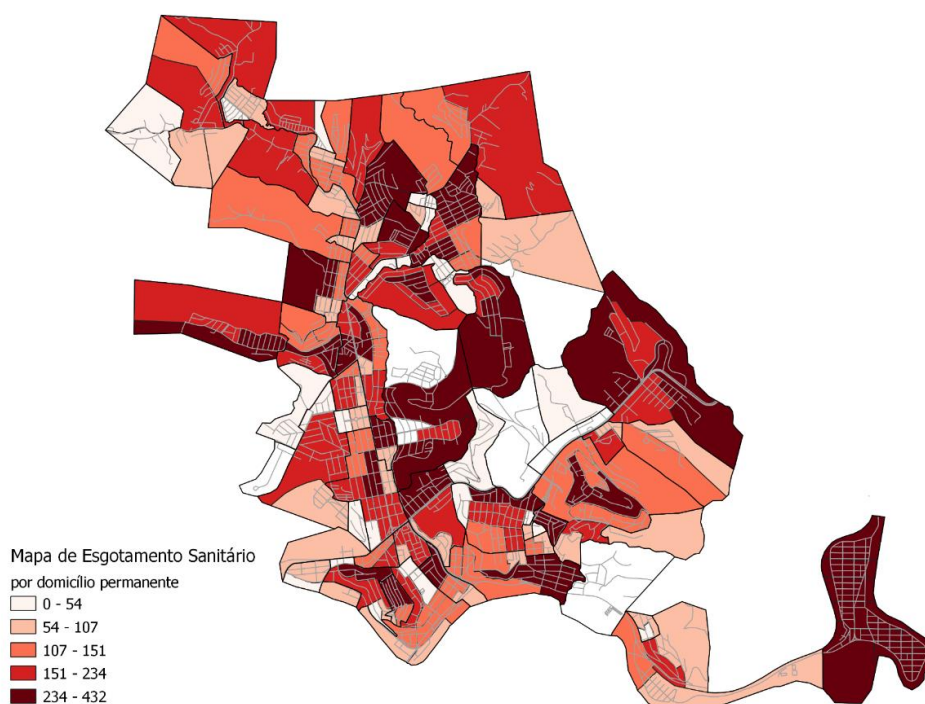 Mapa de Esgotamento Sanitário
por domicílio permanente
0 - 54
54 - 107
107 - 151
151 - 234
234 - 432